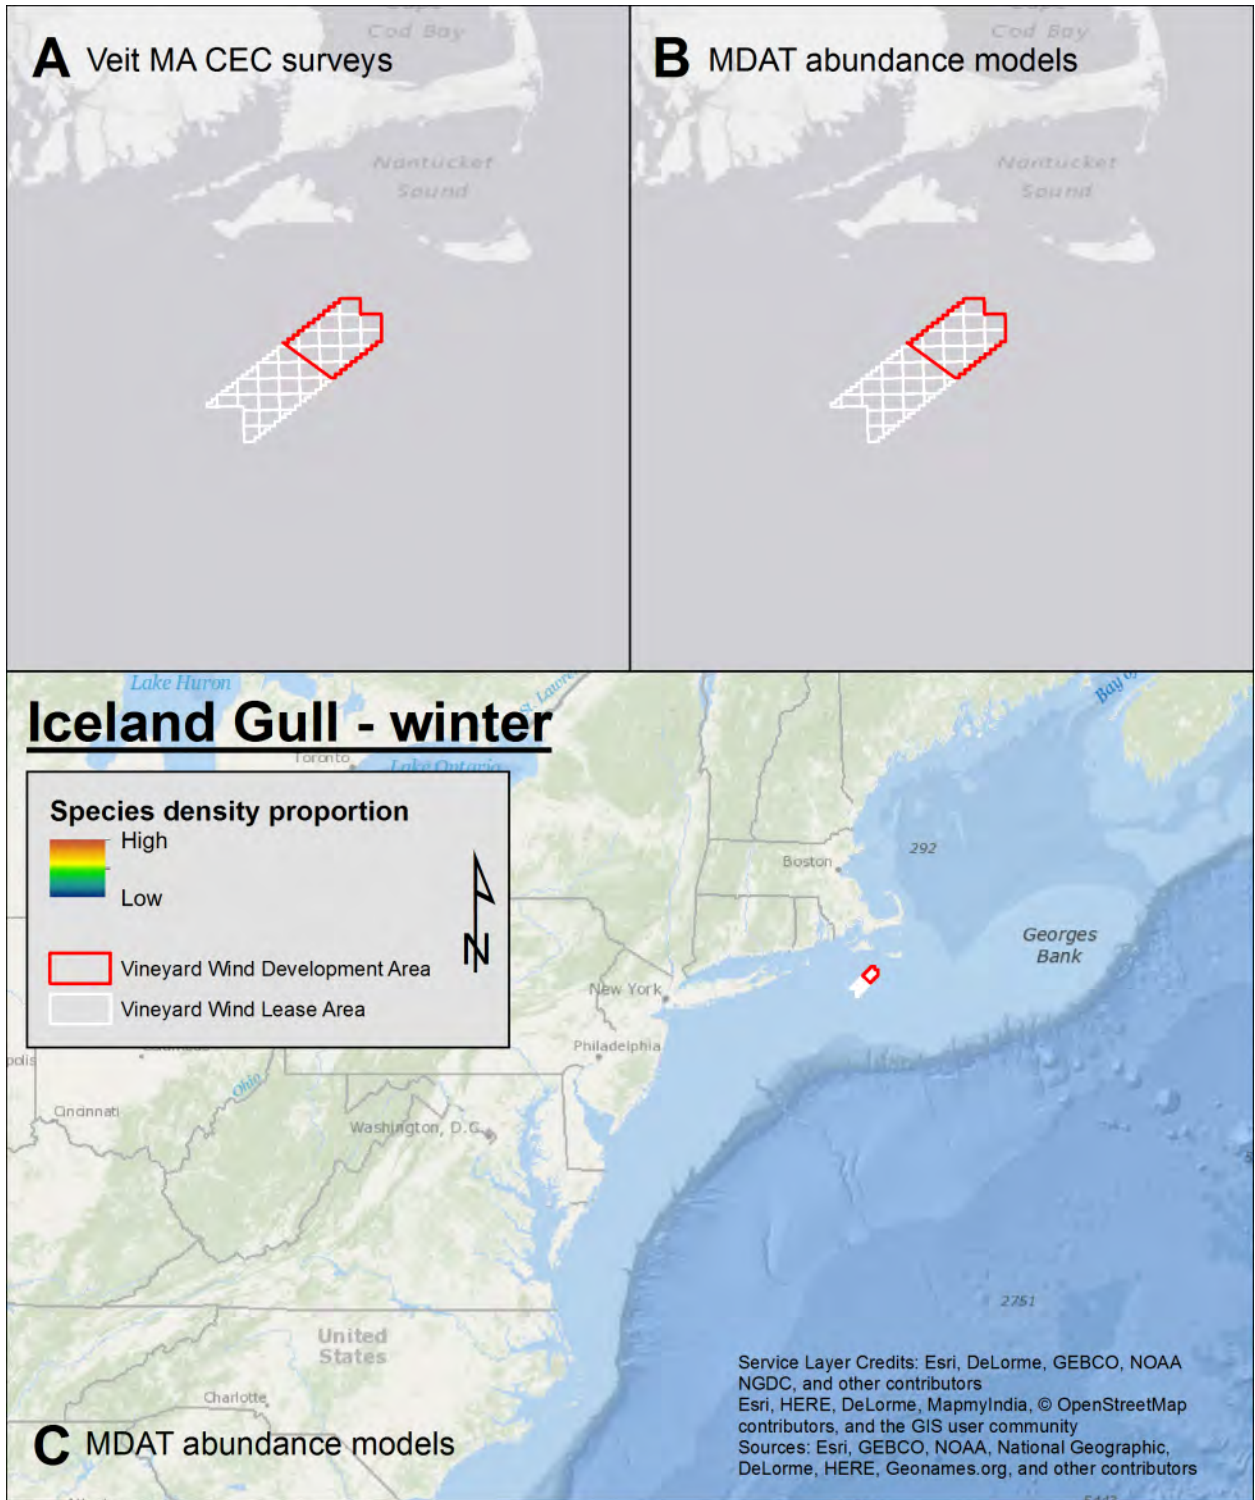 Cod Bay
A Veit MA CEC surveys
Nantucket
Sound
Cod Bay
B MDAT abundance models
Nantucket
Sound
Lake Huron
Iceland Gull - winter
Toronto
Lake Ontario
Bay of
Species density proportion
High
Low
N
Vineyard Wind Development Area
Vineyard Wind Lease Area
Boston
292
Georges
Bank
New York
Philadelphia
Ohio
Cincinnati
Washington, D.C.
2751
United
States
Charlotte
Service Layer Credits: Esri, DeLorme, GEBCO, NOAA
NGDC, and other contributors
Esri, HERE, DeLorme, MapmyIndia, © OpenStreetMap
contributors, and the GIS user community
Sources: Esri, GEBCO, NOAA, National Geographic,
DeLorme, HERE, Geonames.org, and other contributors
C MDAT abundance models